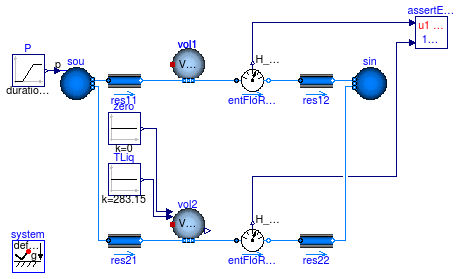 assertE...
P
p
sou
vol1
V...
H_...
sin
u1 ...
1...
duratio...
res11
entFloR...
res12
zero
k=0
TLiq
k=283.15
vol2
V...
H_...
system
def...
g
res21
entFloR...
res22